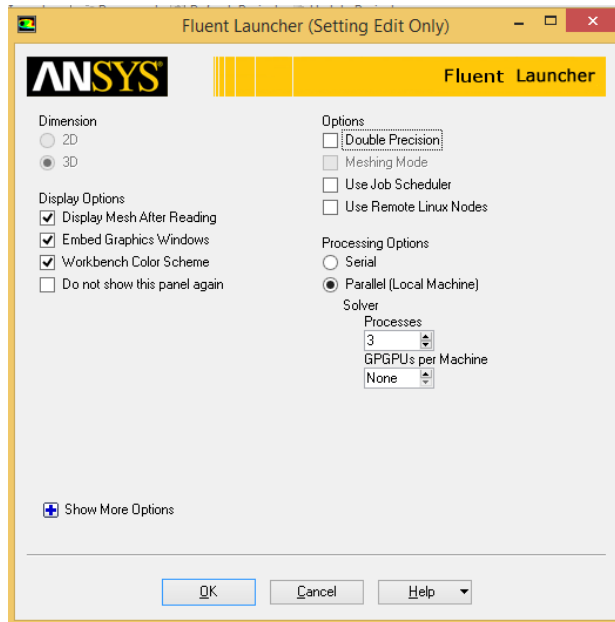 Fluent Launcher (Setting Edit Only)
ANSYS
Fluent Launcher
Dimension
2D
3D
Display Options
Display Mesh After Reading
Embed Graphics Windows
Workbench Color Scheme
Do not show this panel again
Options
Double Precision
Meshing Mode
Use Job Scheduler
Use Remote Linux Nodes
Processing Options
Serial
Parallel (Local Machine)
Solver
Processes
3
GPGPUs per Machine
None
Show More Options
OK
Cancel
Help